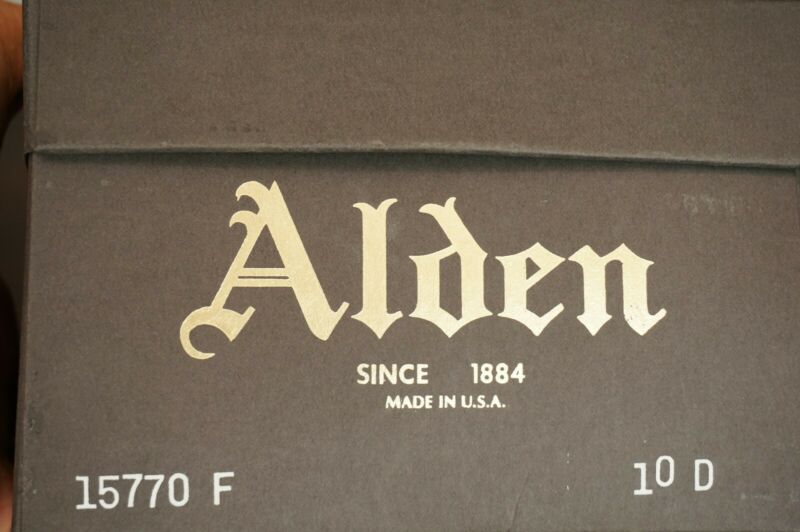 Alden
SINCE 1884
MADE IN U.S.A.
15770 F 10 D